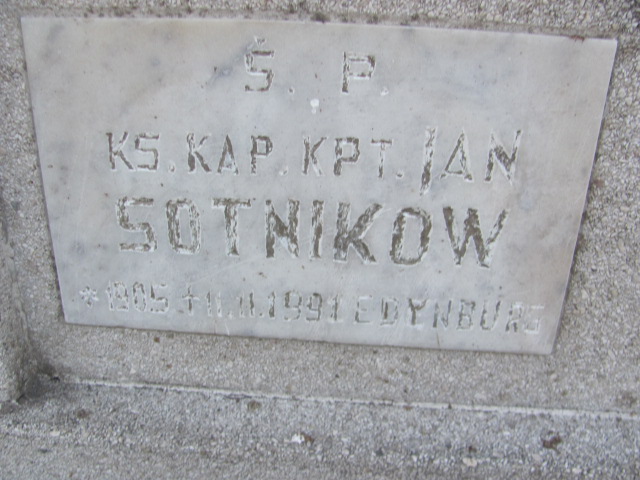 Ś. P.
KS. KAP. KPT. JAN
SOTNIKOW
* 1905 + 11.11.1991 EDYNBURG